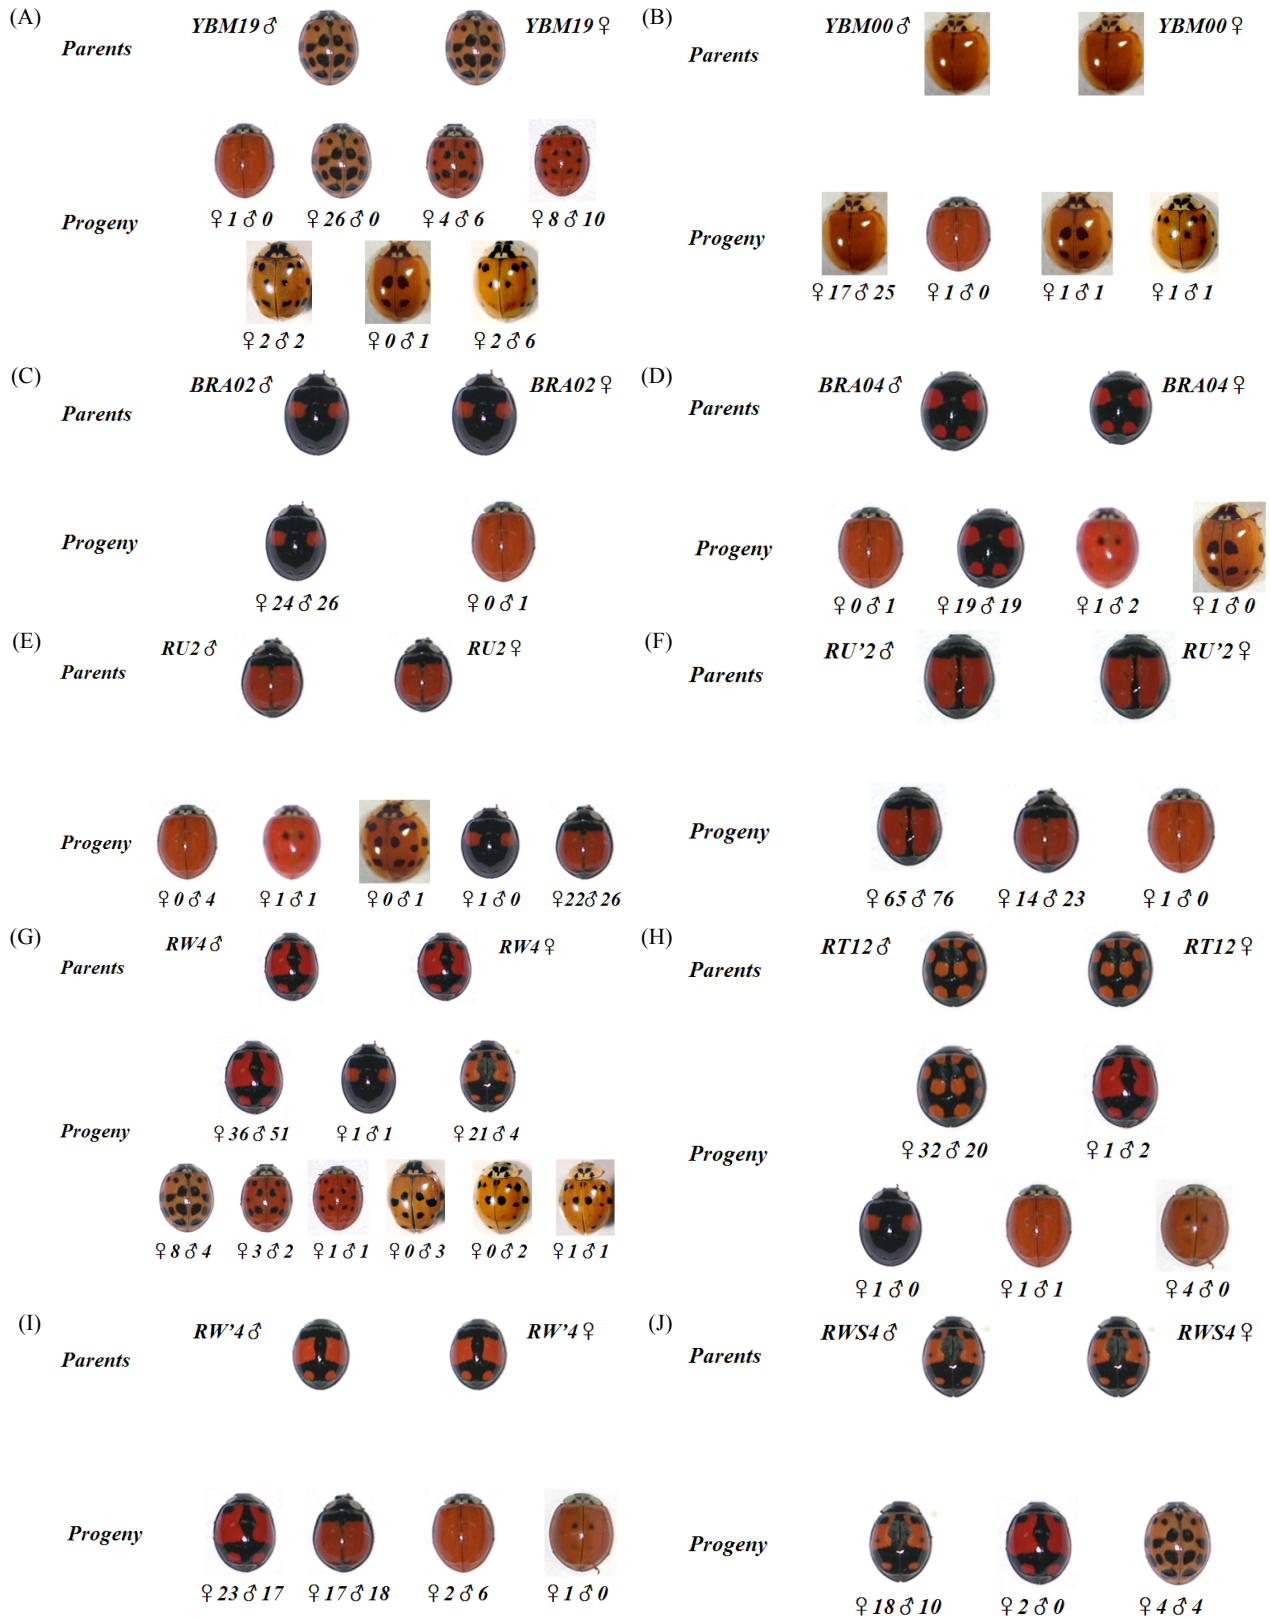 (A)
YBM19♂ YBM19♀
Parents
Progeny
♀1♂0 ♀26♂0 ♀4♂6 ♀8♂10
♀2♂2 ♀0♂1 ♀2♂6
(B)
YBM00♂ YBM00♀
Parents
Progeny
♀17♂25 ♀1♂0 ♀1♂1 ♀1♂1
(C)
BRA02♂ BRA02♀
Parents
Progeny
♀24♂26 ♀0♂1
(D)
BRA04♂ BRA04♀
Parents
Progeny
♀0♂1 ♀19♂19 ♀1♂2 ♀1♂0
(E)
RU2♂ RU2♀
Parents
Progeny
♀0♂4 ♀1♂1 ♀0♂1 ♀1♂0 ♀22♂26
(F)
RU’2♂ RU’2♀
Parents
Progeny
♀65♂76 ♀14♂23 ♀1♂0
(G)
RW4♂ RW4♀
Parents
♀36♂51 ♀1♂1 ♀21♂4
Progeny
♀8♂4 ♀3♂2 ♀1♂1 ♀0♂3 ♀0♂2 ♀1♂1
(H)
RT12♂ RT12♀
Parents
♀32♂20 ♀1♂2
Progeny
♀1♂0 ♀1♂1 ♀4♂0
(I)
RW’4♂ RW’4♀
Parents
Progeny
♀23♂17 ♀17♂18 ♀2♂6 ♀1♂0
(J)
RWS4♂ RWS4♀
Parents
Progeny
♀18♂10 ♀2♂0 ♀4♂4